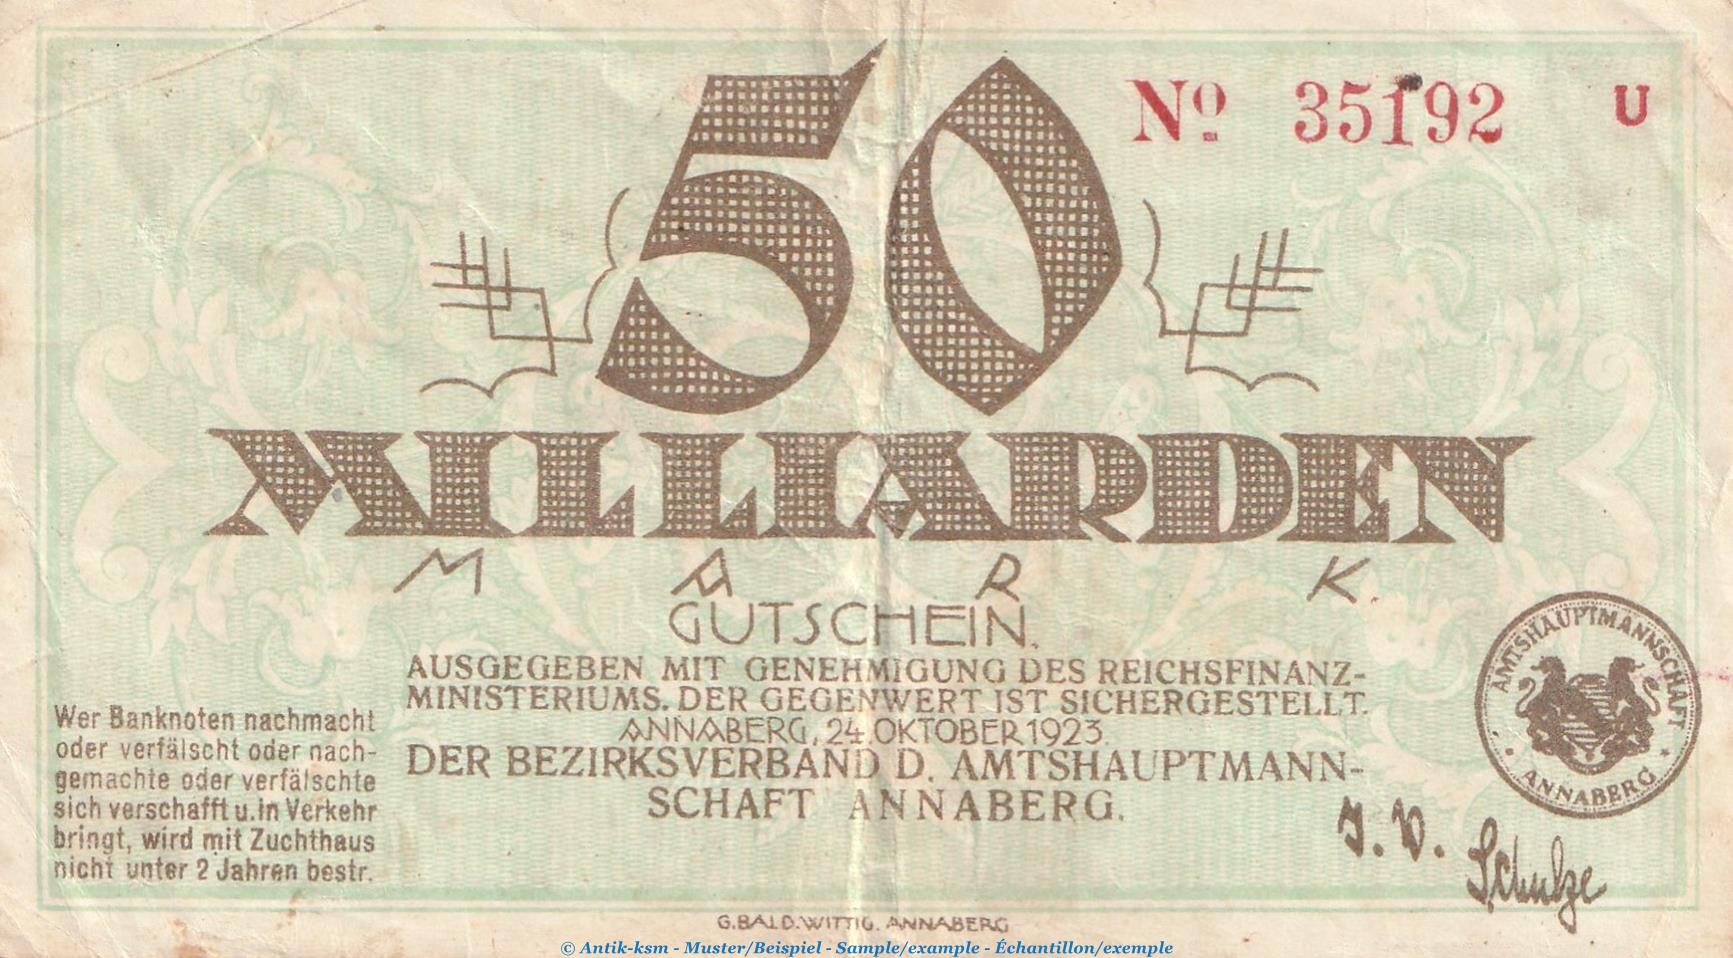 50
Nº 35192 U
MILLIARDEN
MARK.
GUTSCHEIN.
AUSGEGEBEN MIT GENEHMIGUNG DES REICHSFINANZ-
MINISTERIUMS. DER GEGENWERT IST SICHERGESTELLT.
ANNABERG, 24. OKTOBER 1923.
DER BEZIRKSVERBAND D. AMTSHAUPTMANN-
SCHAFT ANNABERG.
Wer Banknoten nachmacht
oder verfälscht oder nach-
gemachte oder verfälschte
sich verschafft u. in Verkehr
bringt, wird mit Zuchthaus
nicht unter 2 Jahren bestr.
AMTSHAUPTMANNSCHAFT
ANNABERG
J. V. Schulze
G. BALD. WITTIG, ANNABERG
© Antik-ksm - Muster/Beispiel - Sample/example - Échantillon/exemple